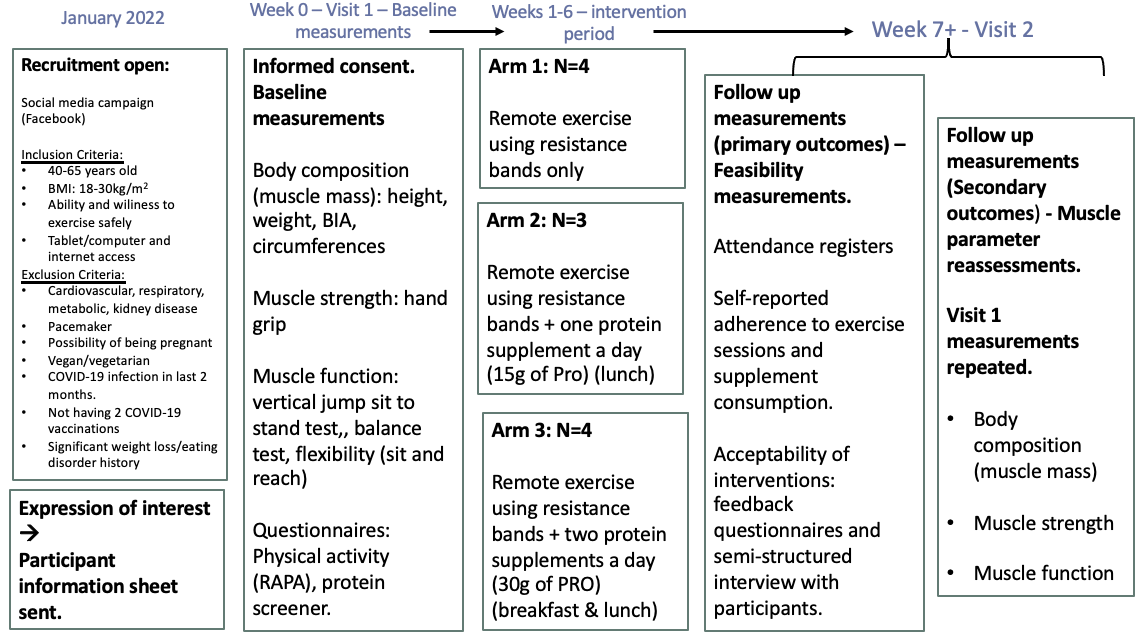 January 2022
Recruitment open:
Social media campaign
(Facebook)
Inclusion Criteria:
• 40-65 years old
• BMI: 18-30kg/m²
• Ability and wiliness to
exercise safely
• Tablet/computer and
internet access
Exclusion Criteria:
• Cardiovascular, respiratory,
metabolic, kidney disease
• Pacemaker
• Possibility of being pregnant
• Vegan/vegetarian
• COVID-19 infection in last 2
months.
• Not having 2 COVID-19
vaccinations
• Significant weight loss/eating
disorder history
Expression of interest
→
Participant
information sheet
sent.
Week 0 – Visit 1 – Baseline
measurements
Informed consent.
Baseline
measurements
Body composition
(muscle mass): height,
weight, BIA,
circumferences
Muscle strength: hand
grip
Muscle function:
vertical jump sit to
stand test,, balance
test, flexibility (sit and
reach)
Questionnaires:
Physical activity
(RAPA), protein
screener.
Weeks 1-6 – intervention
period
Arm 1: N=4
Remote exercise
using resistance
bands only
Arm 2: N=3
Remote exercise
using resistance
bands + one protein
supplement a day
(15g of Pro) (lunch)
Arm 3: N=4
Remote exercise
using resistance
bands + two protein
supplements a day
(30g of PRO)
(breakfast & lunch)
Week 7+ - Visit 2
Follow up
measurements
(primary outcomes) –
Feasibility
measurements.
Attendance registers
Self-reported
adherence to exercise
sessions and
supplement
consumption.
Acceptability of
interventions:
feedback
questionnaires and
semi-structured
interview with
participants.
Follow up
measurements
(Secondary
outcomes) - Muscle
parameter
reassessments.
Visit 1
measurements
repeated.
• Body
composition
(muscle mass)
• Muscle strength
• Muscle function